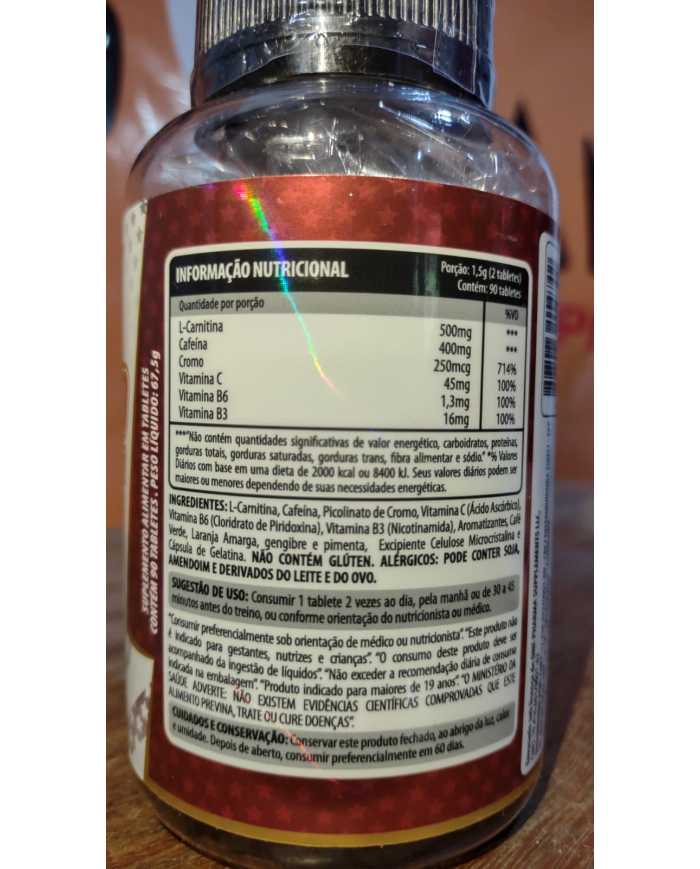 INFORMAÇÃO NUTRICIONAL
Porção: 1,5g (2 tabletes)
Contém: 90 tabletes
Quantidade por porção %VD
L-Carnitina 500mg ***
Cafeína 400mg ***
Cromo 250mcg 714%
Vitamina C 45mg 100%
Vitamina B6 1,3mg 100%
Vitamina B3 16mg 100%
***"Não contém quantidades significativas de valor energético, carboidratos, proteínas,
gorduras totais, gorduras saturadas, gorduras trans, fibra alimentar e sódio." *% Valores
Diários com base em uma dieta de 2000 kcal ou 8400 kJ. Seus valores diários podem ser
maiores ou menores dependendo de suas necessidades energéticas.
INGREDIENTES: L-Carnitina, Cafeína, Picolinato de Cromo, Vitamina C (Ácido Ascórbico),
Vitamina B6 (Cloridrato de Piridoxina), Vitamina B3 (Nicotinamida), Aromatizantes, Café
Verde, Laranja Amarga, gengibre e pimenta, Excipiente Celulose Microcristalina e
Cápsula de Gelatina. NÃO CONTÉM GLÚTEN. ALÉRGICOS: PODE CONTER SOJA,
AMENDOIM E DERIVADOS DO LEITE E DO OVO.
SUGESTÃO DE USO: Consumir 1 tablete 2 vezes ao dia, pela manhã ou de 30 a 45
minutos antes do treino, ou conforme orientação do nutricionista ou médico.
"Consumir preferencialmente sob orientação de médico ou nutricionista". "Este produto não
é indicado para gestantes, nutrizes e crianças". "O consumo deste produto deve ser
acompanhado da ingestão de líquidos". "Não exceder a recomendação diária de consumo
indicada na embalagem". "Produto indicado para maiores de 19 anos". "O MINISTÉRIO DA
SAÚDE ADVERTE: NÃO EXISTEM EVIDÊNCIAS CIENTÍFICAS COMPROVADAS QUE ESTE
ALIMENTO PREVINA, TRATE OU CURE DOENÇAS".
CUIDADOS E CONSERVAÇÃO: Conservar este produto fechado, ao abrigo da luz, calor
e umidade. Depois de aberto, consumir preferencialmente em 60 dias.
SUPLEMENTO ALIMENTAR EM TABLETES
CONTÉM 90 TABLETES . PESO LÍQUIDO: 67,5g
PHARMA SUPPLEMENTS LLC